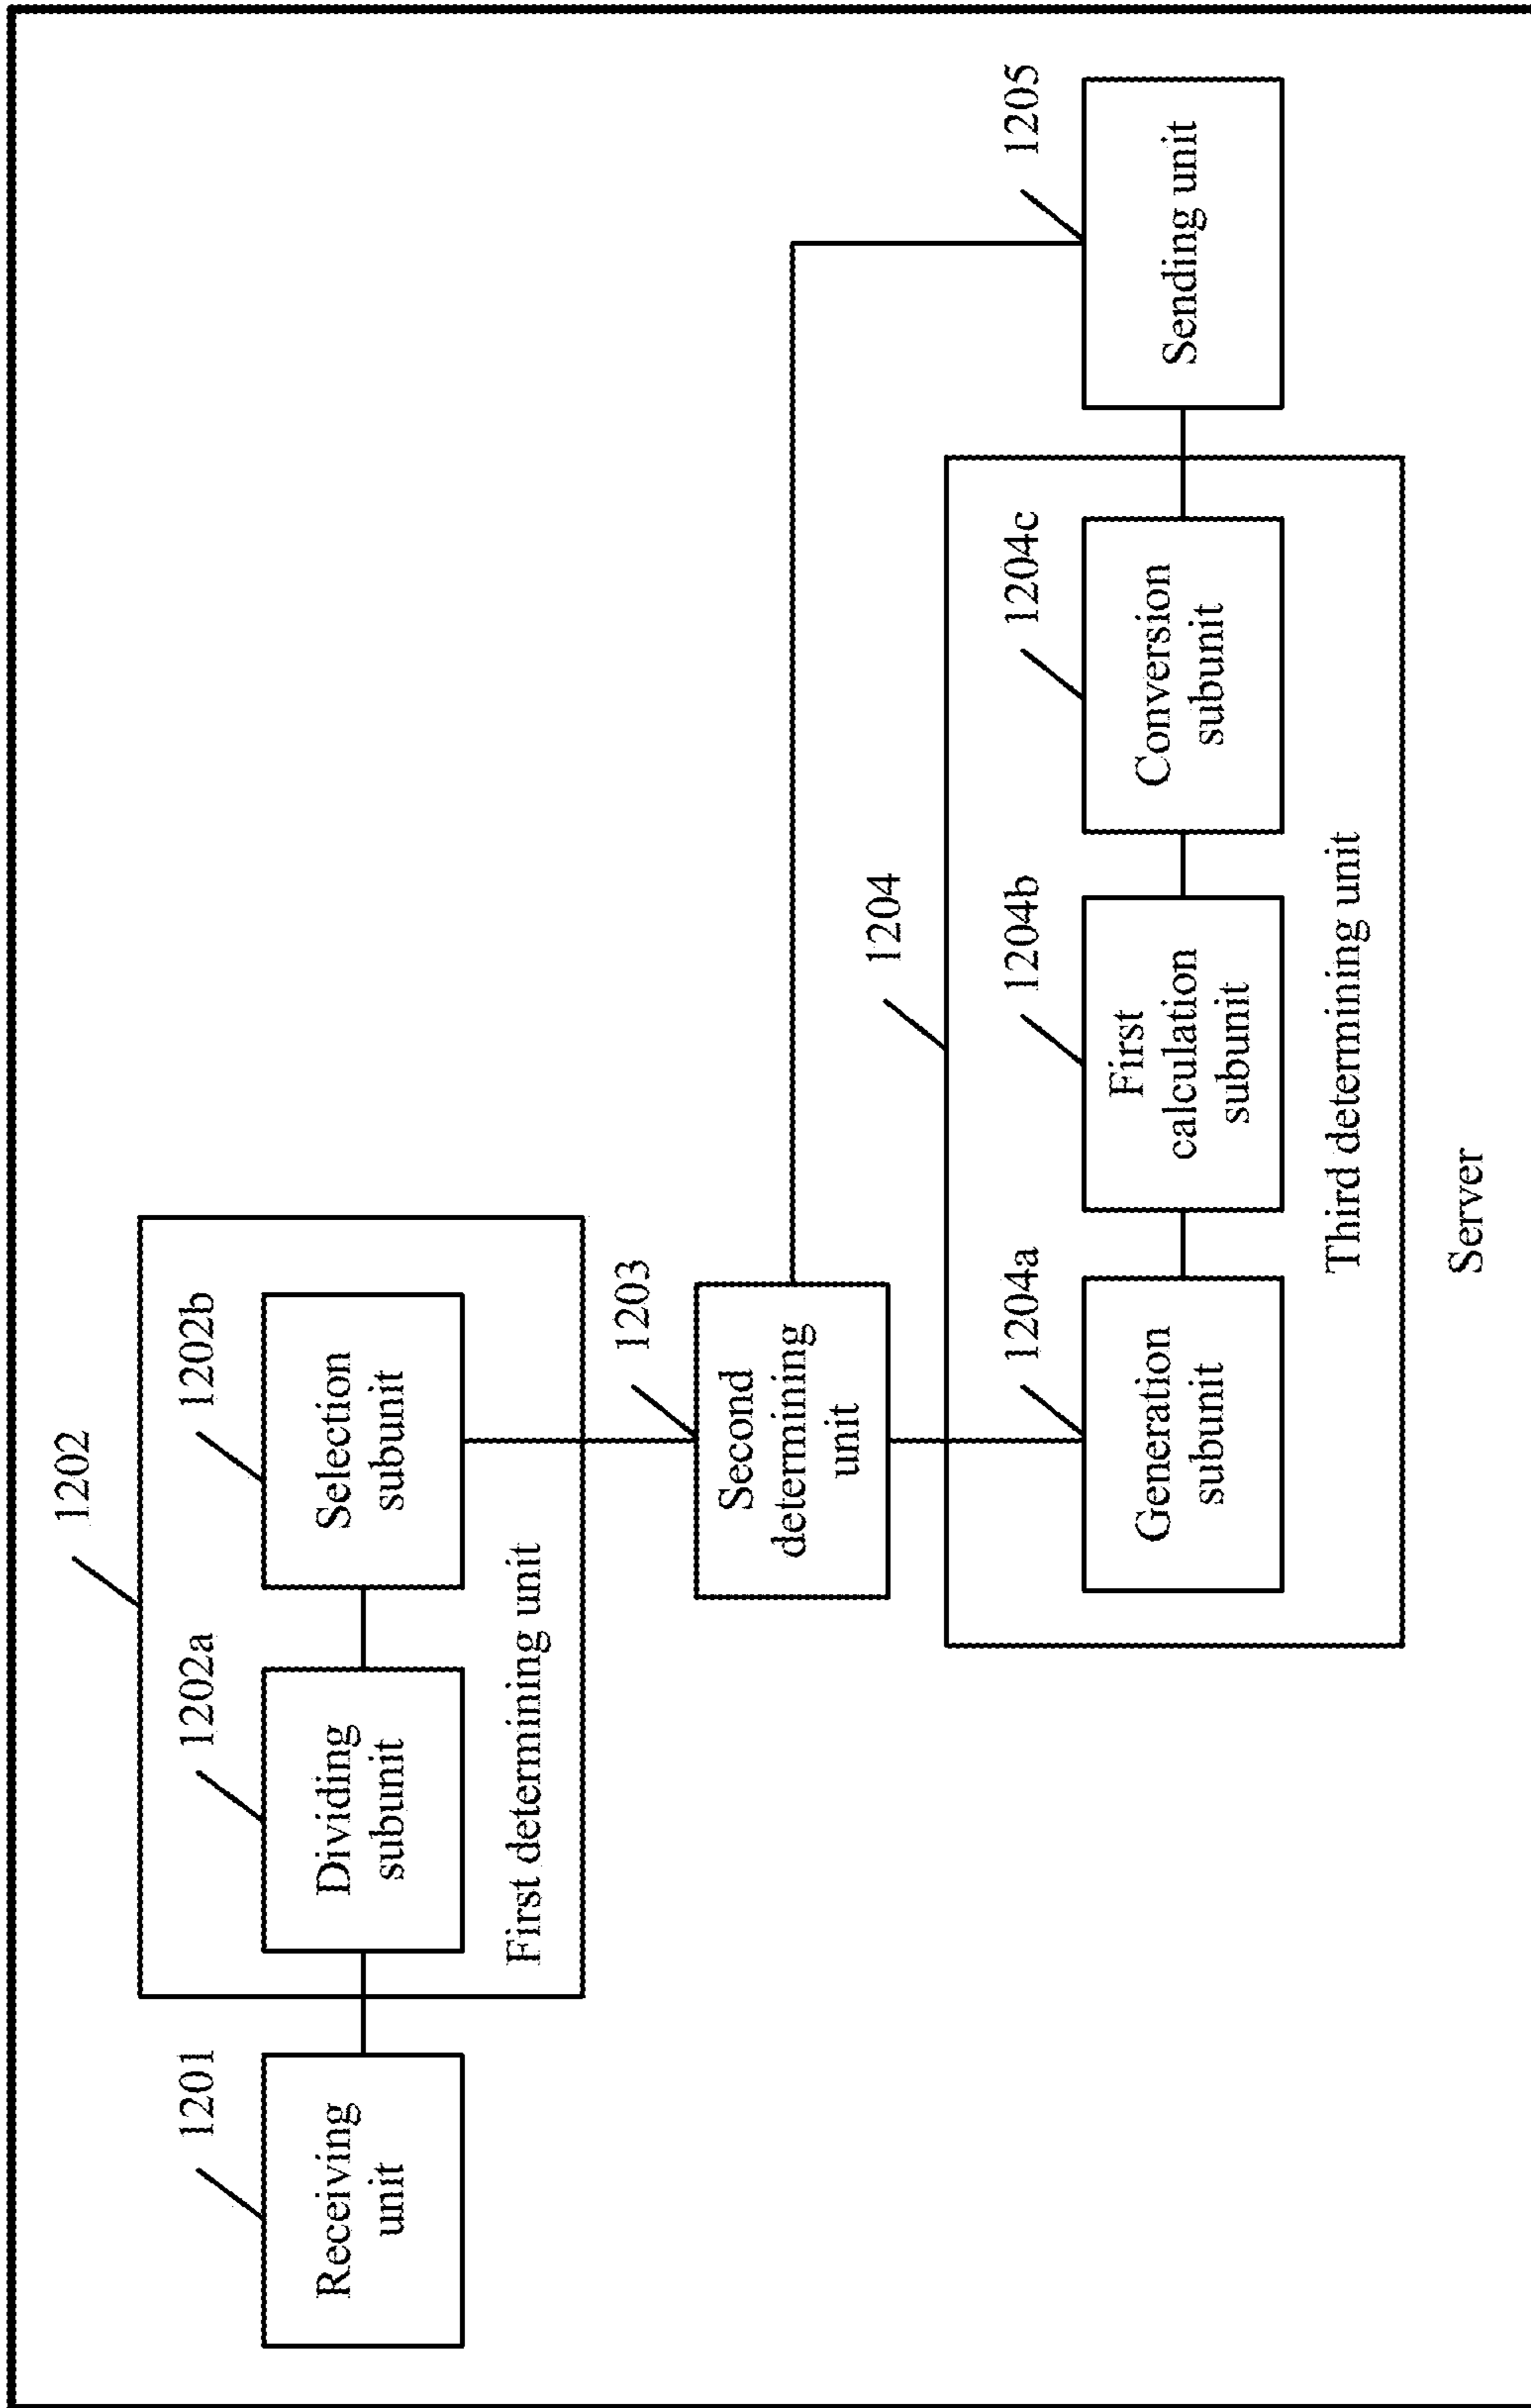 1202
1201
1202a
1202b
Receiving
unit
Dividing
subunit
Selection
subunit
First determining unit
1203
Second
determining
unit
1204
1205
1204a
1204b
1204c
Generation
subunit
First
calculation
subunit
Conversion
subunit
Sending unit
Third determining unit
Server